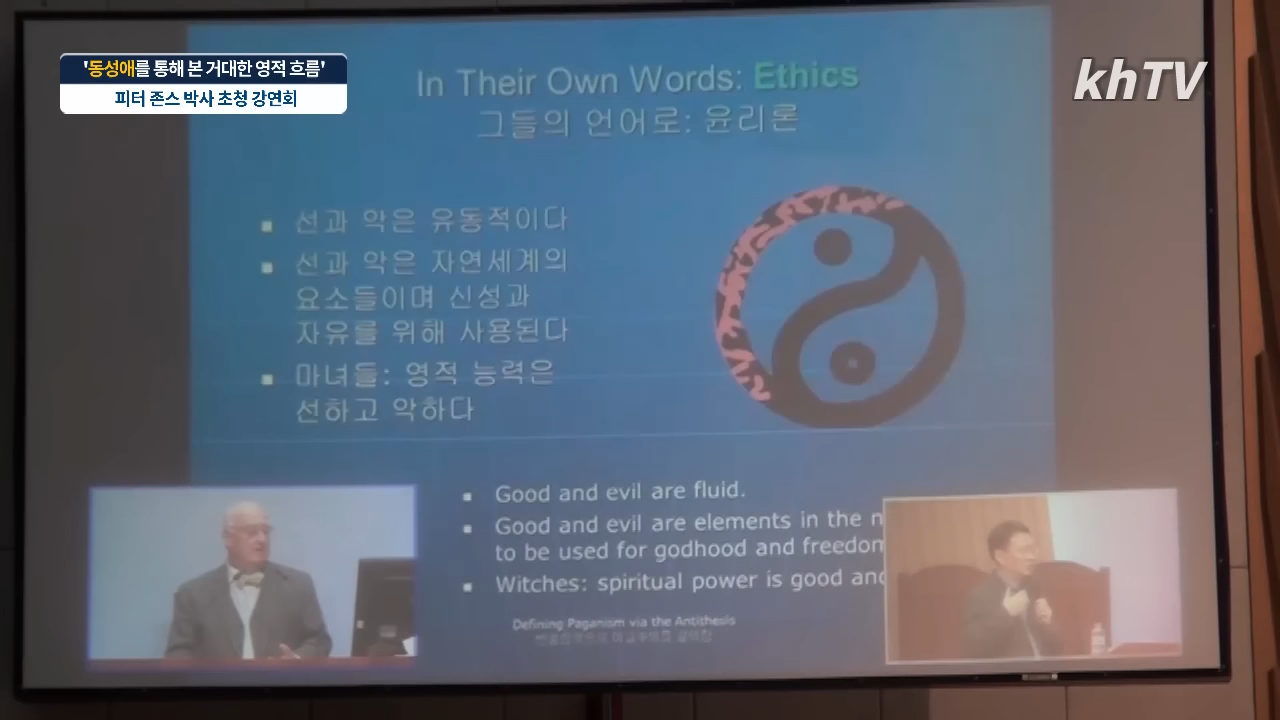 '동성애를 통해 본 거대한 영적 흐름'
피터 존스 박사 초청 강연회
khTV
In Their Own Words: Ethics
그들의 언어로: 윤리론
선과 악은 유동적이다
선과 악은 자연세계의
요소들이며 신성과
자유를 위해 사용된다
마녀들: 영적 능력은
선하고 악하다
Good and evil are fluid.
Good and evil are elements in the n
to be used for godhood and freedom
Witches: spiritual power is good and
Defining Paganism via the Antithesis